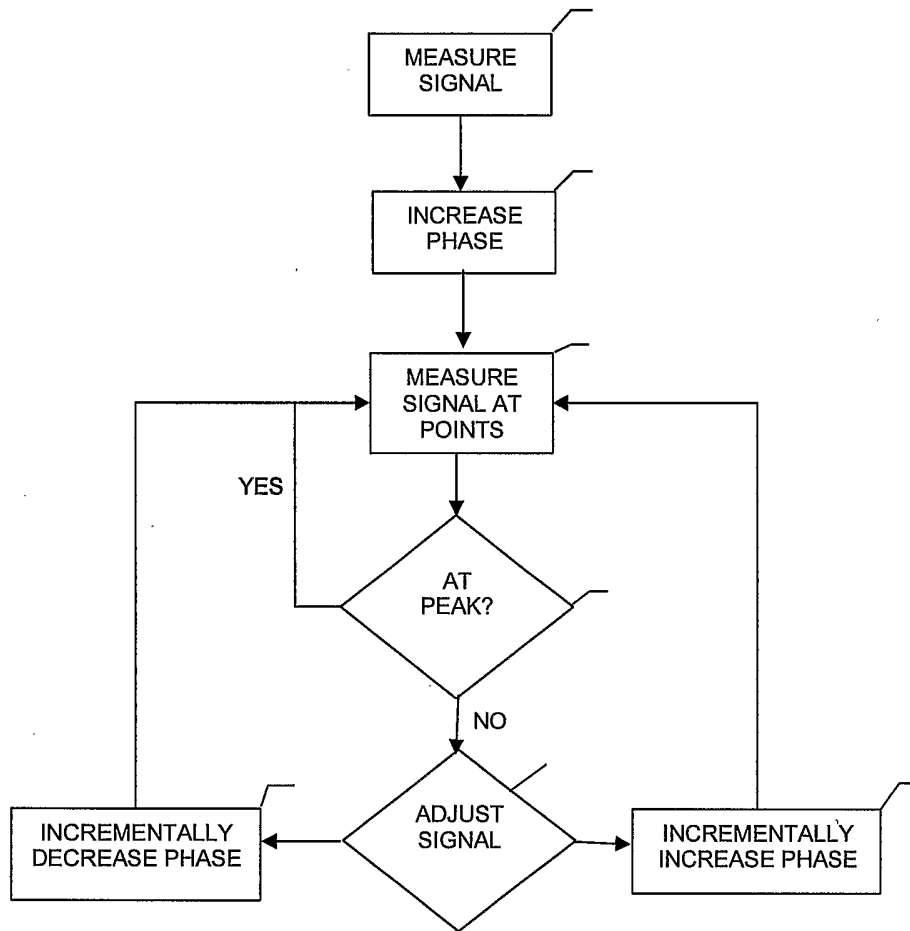 MEASURE
SIGNAL
INCREASE
PHASE
MEASURE
SIGNAL AT
POINTS
YES
AT
PEAK?
NO
ADJUST
SIGNAL
INCREMENTALLY
DECREASE PHASE
INCREMENTALLY
INCREASE PHASE